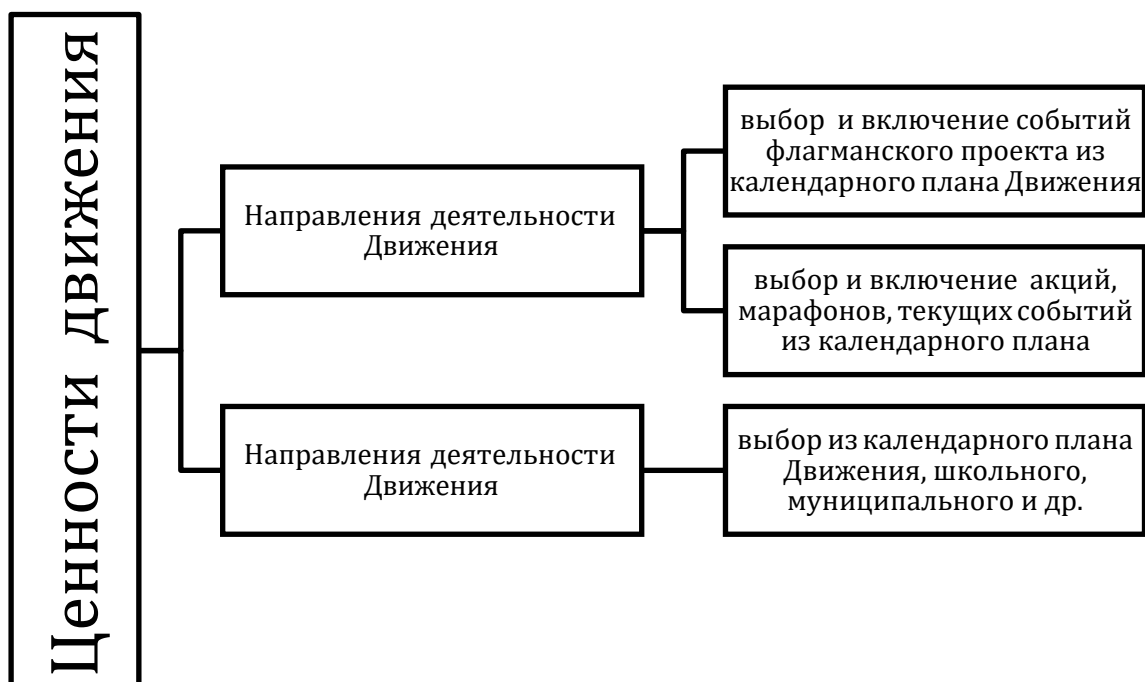 Ценности движения
Направления деятельности
Движения
выбор и включение событий
флагманского проекта из
календарного плана Движения
выбор и включение акций,
марафонов, текущих событий
из календарного плана
Направления деятельности
Движения
выбор из календарного плана
Движения, школьного,
муниципального и др.